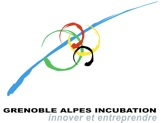 GRENOBLE ALPES INCUBATION
innover et entreprendre